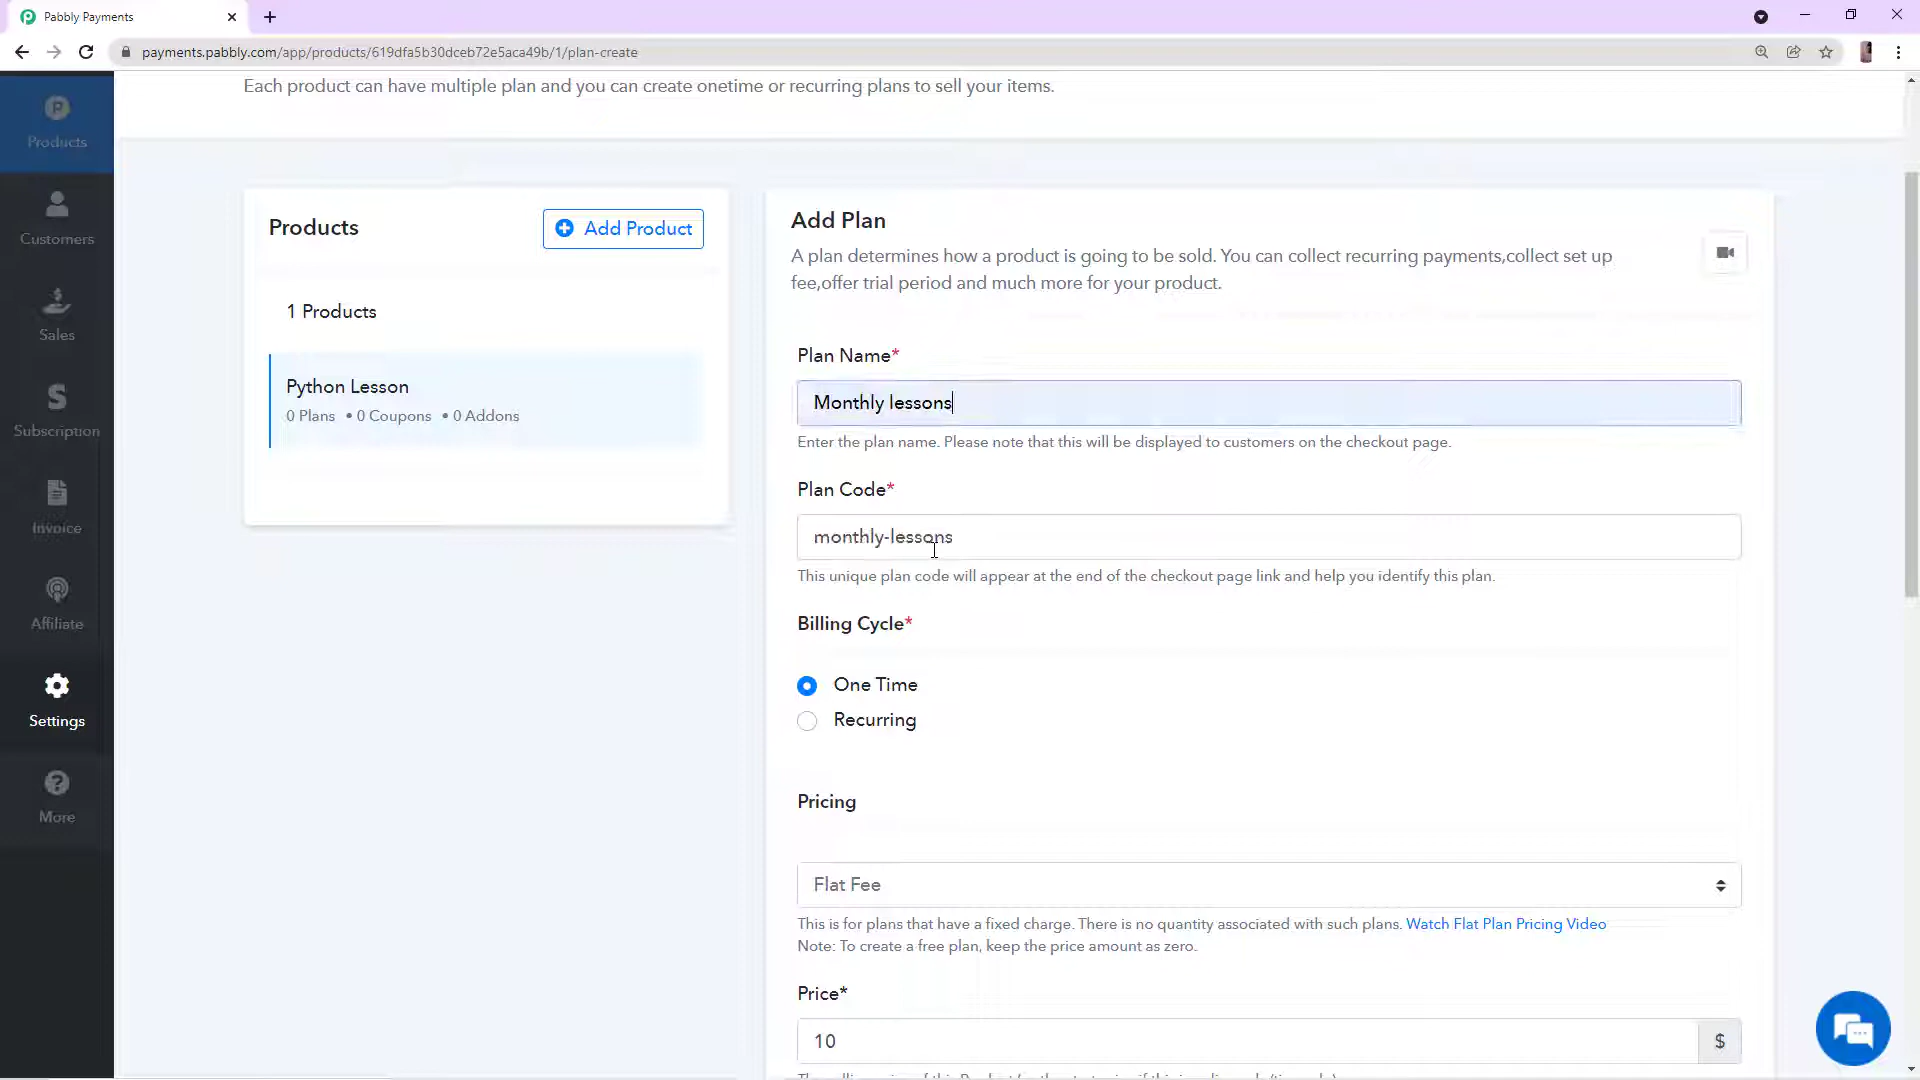 Pabbly Payments
payments.pabbly.com/app/products/619dfa5b30dceb72e5aca49b/1/plan-create
Each product can have multiple plan and you can create onetime or recurring plans to sell your items.
Products
Customers
Sales
Subscription
Invoice
Affiliate
Settings
More
Products
Add Product
1 Products
Python Lesson
0 Plans • 0 Coupons • 0 Addons
Add Plan
A plan determines how a product is going to be sold. You can collect recurring payments,collect set up
fee,offer trial period and much more for your product.
Plan Name*
Monthly lessons
Enter the plan name. Please note that this will be displayed to customers on the checkout page.
Plan Code*
monthly-lessons
This unique plan code will appear at the end of the checkout page link and help you identify this plan.
Billing Cycle*
One Time
Recurring
Pricing
Flat Fee
This is for plans that have a fixed charge. There is no quantity associated with such plans. Watch Flat Plan Pricing Video
Note: To create a free plan, keep the price amount as zero.
Price*
10
$